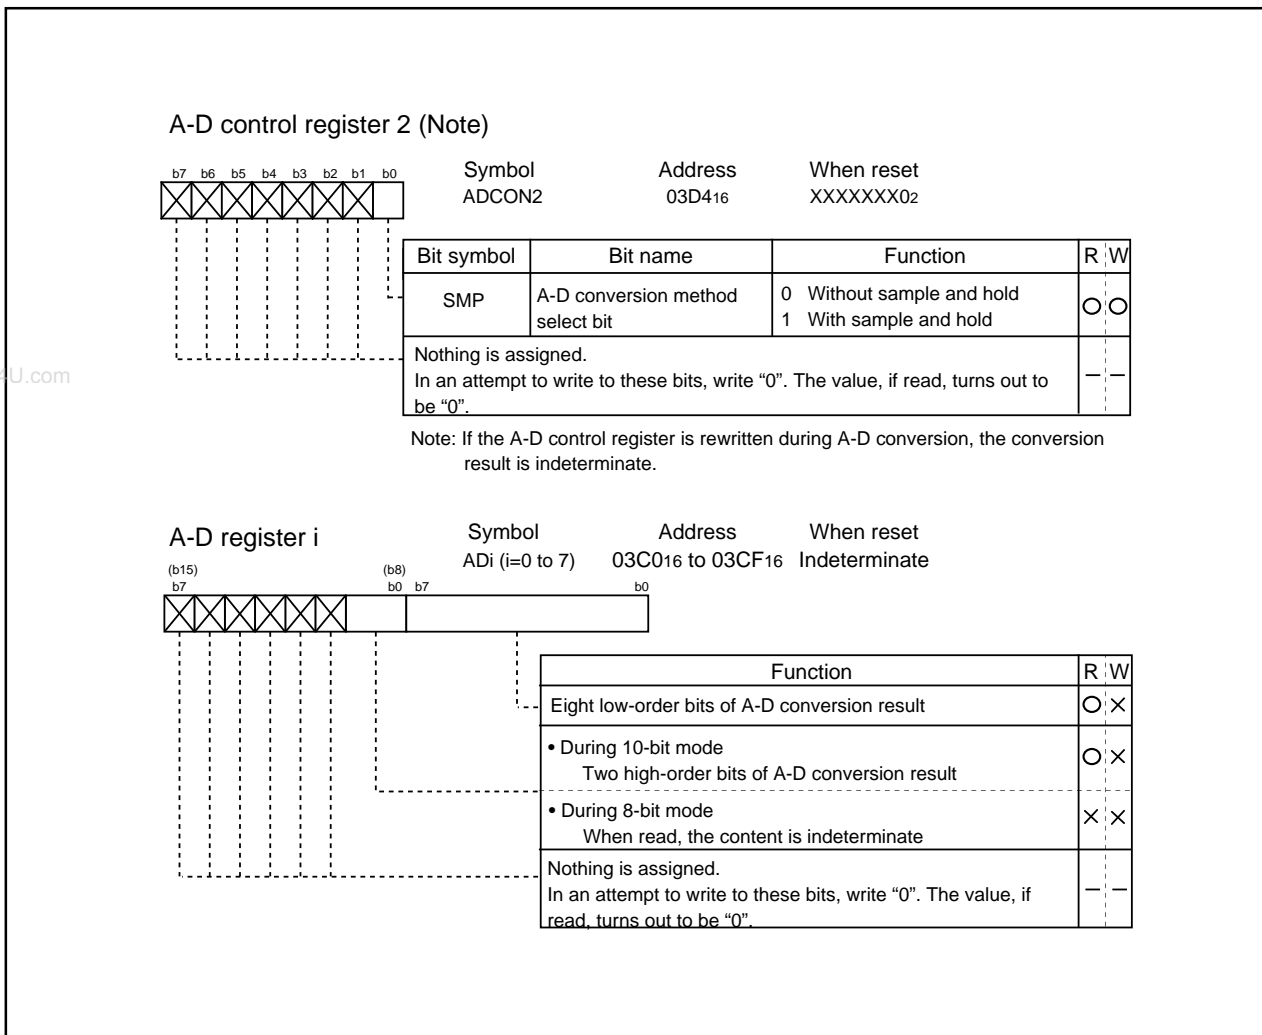 A-D control register 2 (Note)
b7 b6 b5 b4 b3 b2 b1 b0
Symbol Address When reset
ADCON2 03D416 XXXXXXX02
Bit symbol Bit name Function R W
SMP A-D conversion method select bit 0 Without sample and hold
1 With sample and hold
Nothing is assigned.
In an attempt to write to these bits, write “0”. The value, if read, turns out to
be “0”.
4U.com
Note: If the A-D control register is rewritten during A-D conversion, the conversion
result is indeterminate.
A-D register i
Symbol Address When reset
ADi (i=0 to 7) 03C016 to 03CF16 Indeterminate
(b15) (b8)
b7 b0 b7 b0
Function R W
Eight low-order bits of A-D conversion result
• During 10-bit mode
Two high-order bits of A-D conversion result
• During 8-bit mode
When read, the content is indeterminate
Nothing is assigned.
In an attempt to write to these bits, write “0”. The value, if
read, turns out to be “0”.